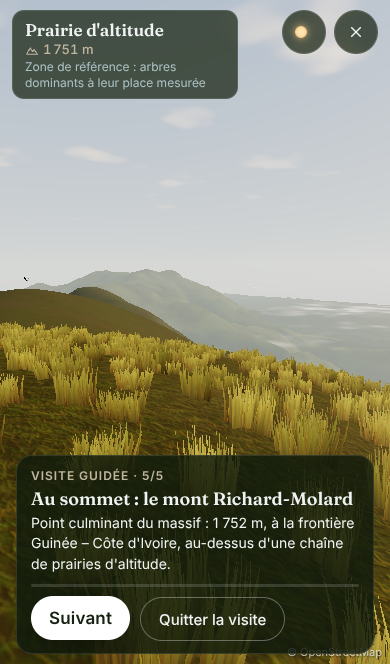 Prairie d'altitude
1 751 m
Zone de référence : arbres
dominants à leur place mesurée
VISITE GUIDÉE · 5/5
Au sommet : le mont Richard-Molard
Point culminant du massif : 1 752 m, à la frontière
Guinée – Côte d'Ivoire, au-dessus d'une chaîne
de prairies d'altitude.
Suivant
Quitter la visite
© OpenStreetMap